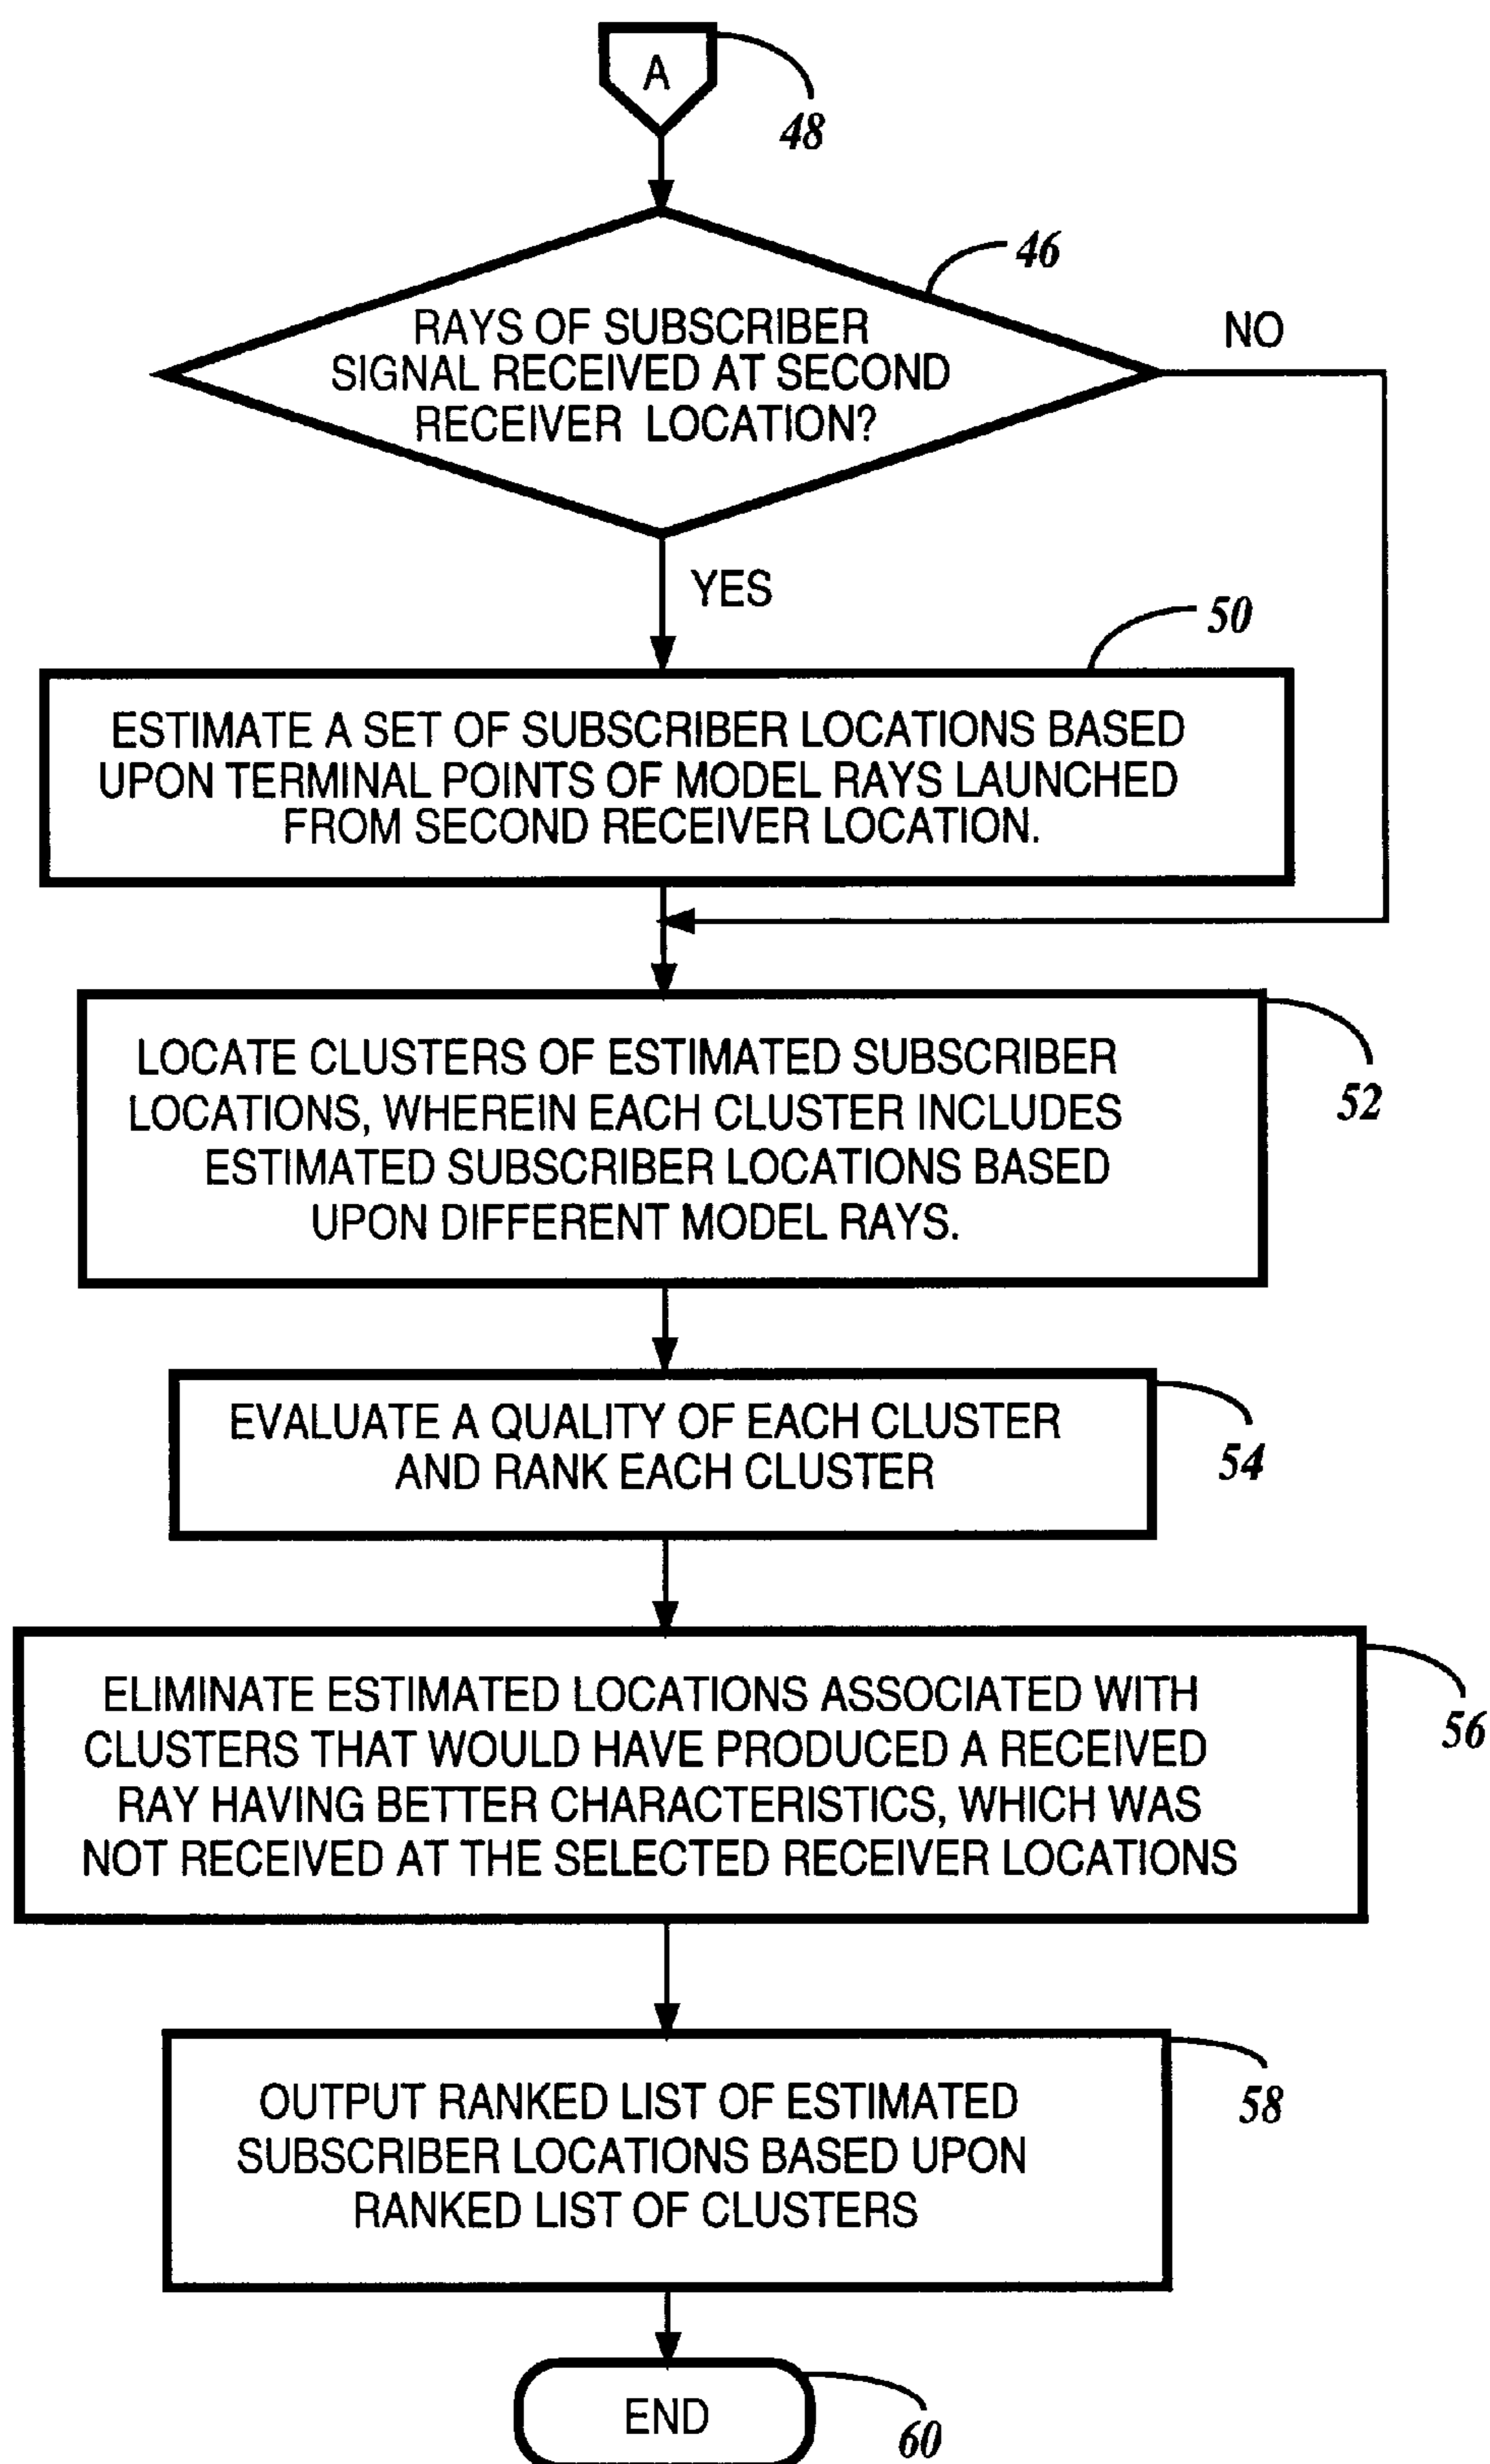 A
48
46
RAYS OF SUBSCRIBER
SIGNAL RECEIVED AT SECOND
RECEIVER LOCATION?
NO
YES
50
ESTIMATE A SET OF SUBSCRIBER LOCATIONS BASED
UPON TERMINAL POINTS OF MODEL RAYS LAUNCHED
FROM SECOND RECEIVER LOCATION.
LOCATE CLUSTERS OF ESTIMATED SUBSCRIBER
LOCATIONS, WHEREIN EACH CLUSTER INCLUDES
ESTIMATED SUBSCRIBER LOCATIONS BASED
UPON DIFFERENT MODEL RAYS.
52
EVALUATE A QUALITY OF EACH CLUSTER
AND RANK EACH CLUSTER
54
ELIMINATE ESTIMATED LOCATIONS ASSOCIATED WITH
CLUSTERS THAT WOULD HAVE PRODUCED A RECEIVED
RAY HAVING BETTER CHARACTERISTICS, WHICH WAS
NOT RECEIVED AT THE SELECTED RECEIVER LOCATIONS
56
OUTPUT RANKED LIST OF ESTIMATED
SUBSCRIBER LOCATIONS BASED UPON
RANKED LIST OF CLUSTERS
58
END
60